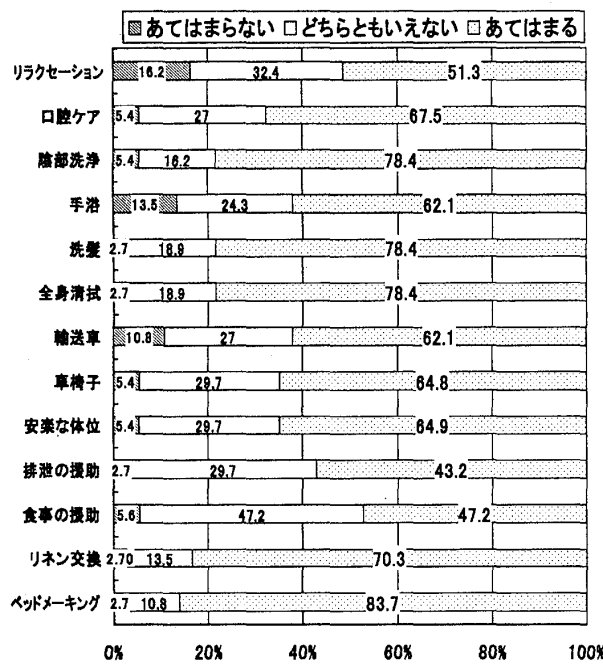 あてはまらない どちらともいえない あてはまる
リラクセーション 16.2 32.4 51.3
口腔ケア 5.4 27 67.5
陰部洗浄 5.4 16.2 78.4
手浴 13.5 24.3 62.1
洗髪 2.7 18.9 78.4
全身清拭 2.7 18.9 78.4
輸送車 10.8 27 62.1
車椅子 5.4 29.7 64.8
安楽な体位 5.4 29.7 64.9
排泄の援助 2.7 29.7 43.2
食事の援助 5.6 47.2 47.2
リネン交換 2.70 13.5 70.3
ベッドメーキング 2.7 10.8 83.7
0% 20% 40% 60% 80% 100%